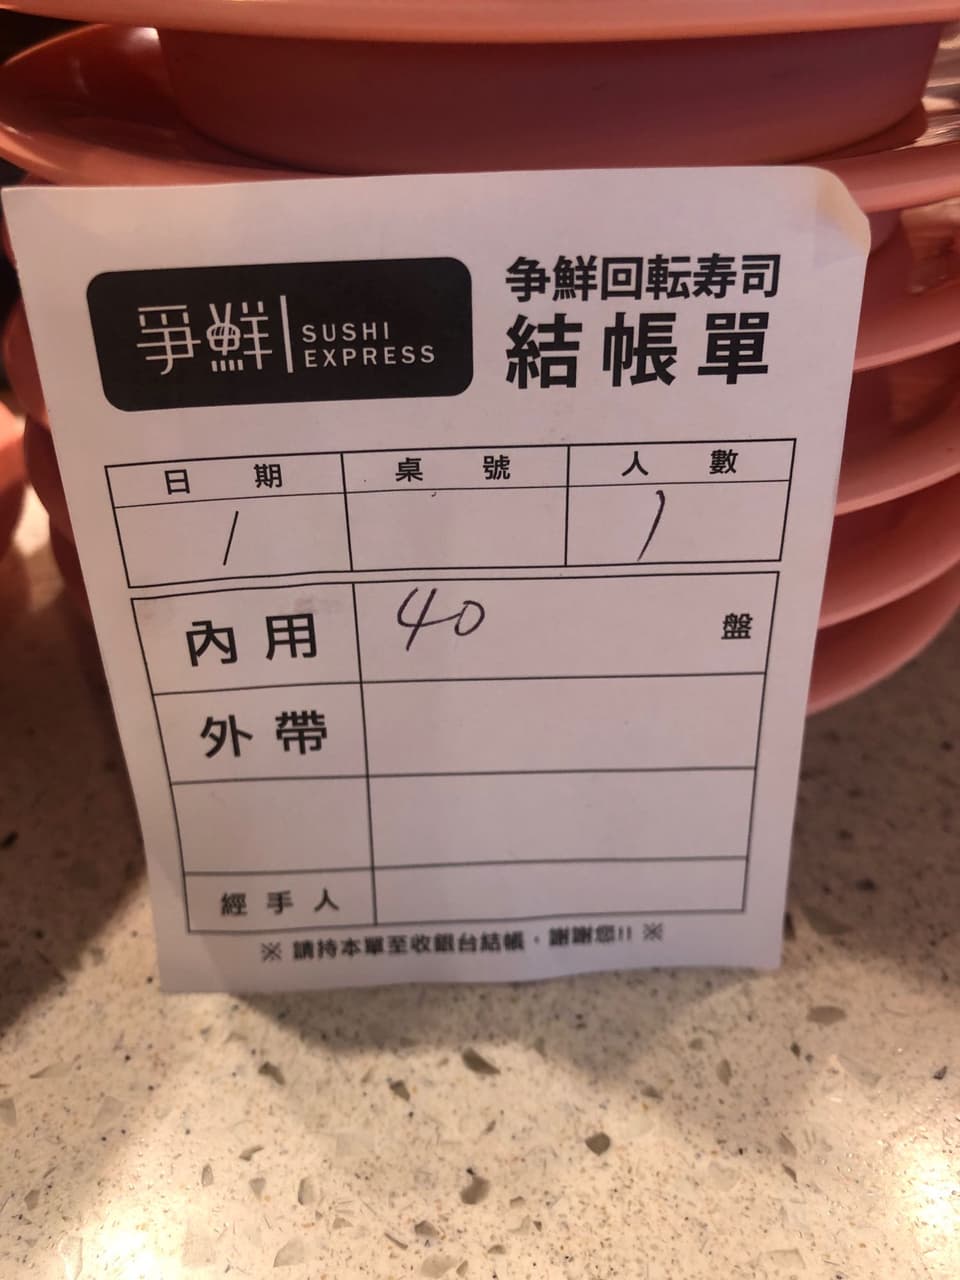 爭鮮 SUSHI EXPRESS
争鮮回転寿司
結帳單
日期 桌號 人數
/ 1
內用 40 盤
外帶
經手人
※ 請持本單至收銀台結帳,謝謝您!! ※